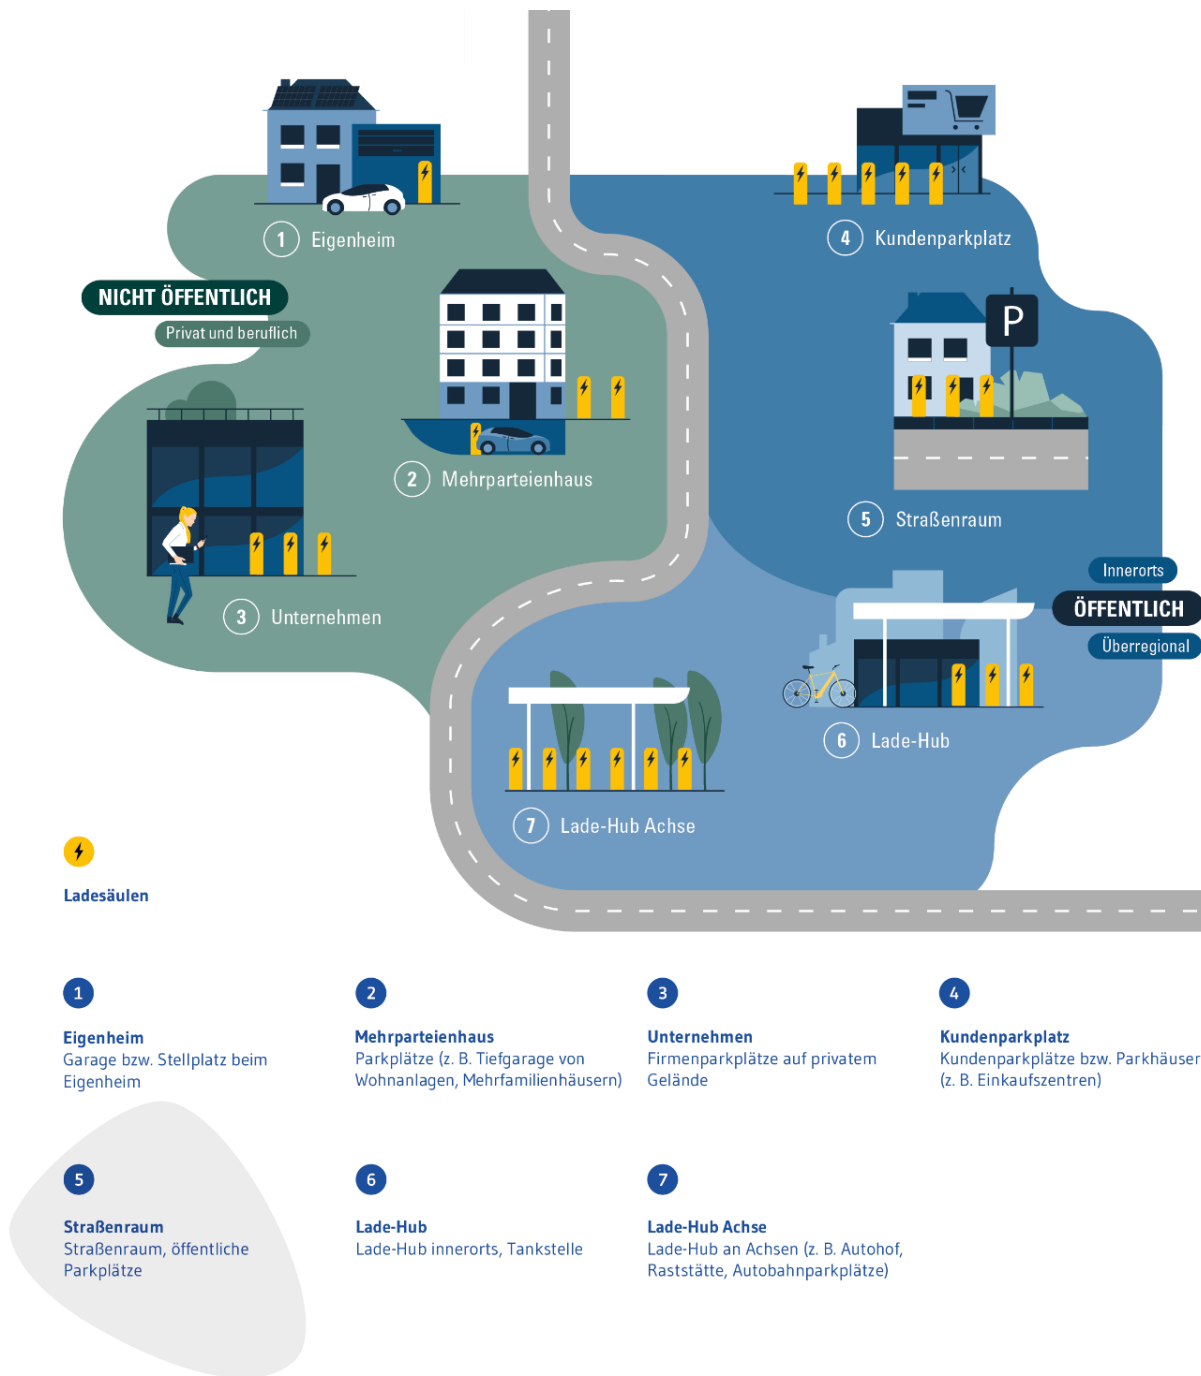 1 Eigenheim
4 Kundenparkplatz
NICHT ÖFFENTLICH
Privat und beruflich
P
2 Mehrparteienhaus
5 Straßenraum
3 Unternehmen
Innerorts
ÖFFENTLICH
Überregional
6 Lade-Hub
7 Lade-Hub Achse
Ladesäulen
1
Eigenheim
Garage bzw. Stellplatz beim
Eigenheim
2
Mehrparteienhaus
Parkplätze (z. B. Tiefgarage von
Wohnanlagen, Mehrfamilienhäusern)
3
Unternehmen
Firmenparkplätze auf privatem
Gelände
4
Kundenparkplatz
Kundenparkplätze bzw. Parkhäuser
(z. B. Einkaufszentren)
5
Straßenraum
Straßenraum, öffentliche
Parkplätze
6
Lade-Hub
Lade-Hub innerorts, Tankstelle
7
Lade-Hub Achse
Lade-Hub an Achsen (z. B. Autohof,
Raststätte, Autobahnparkplätze)